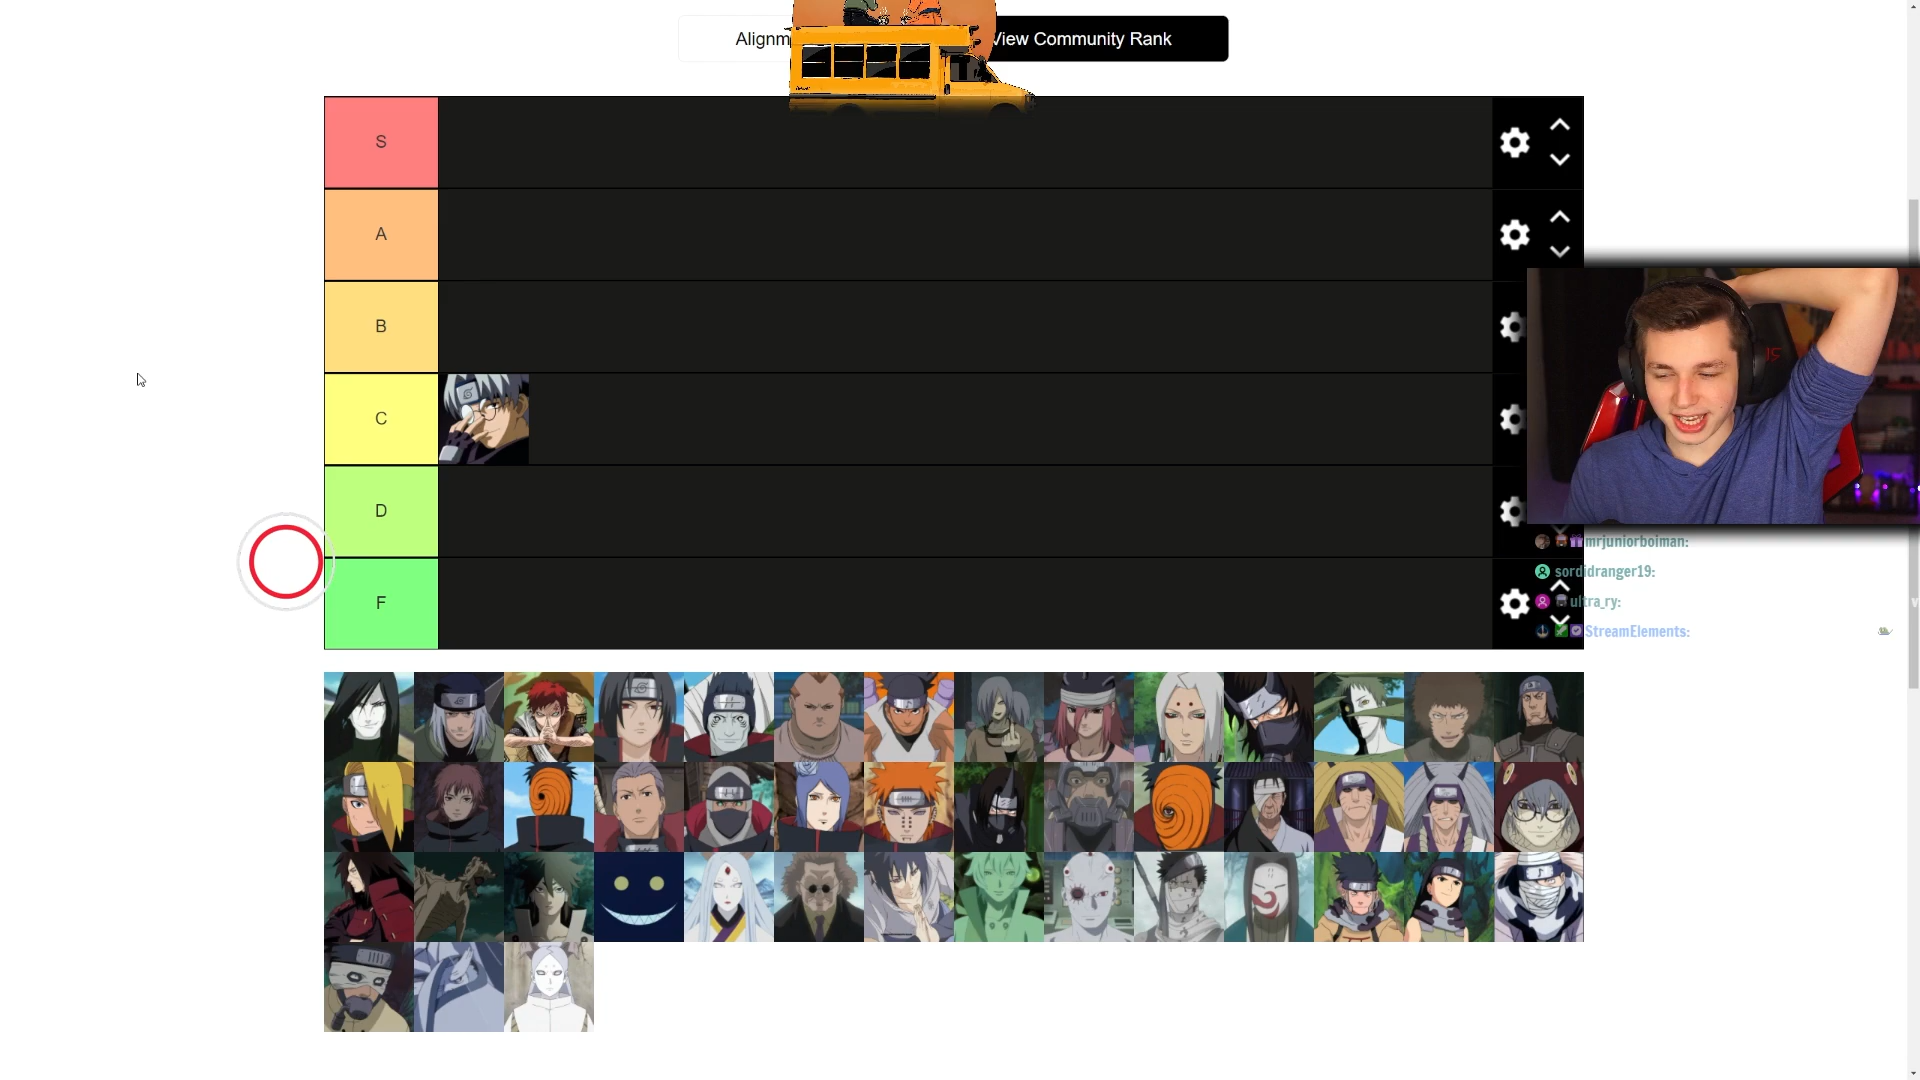 Alignm
View Community Rank
S
A
B
C
D
F
mrjuniorboiman:
sordidranger19:
ultra_ry:
StreamElements: